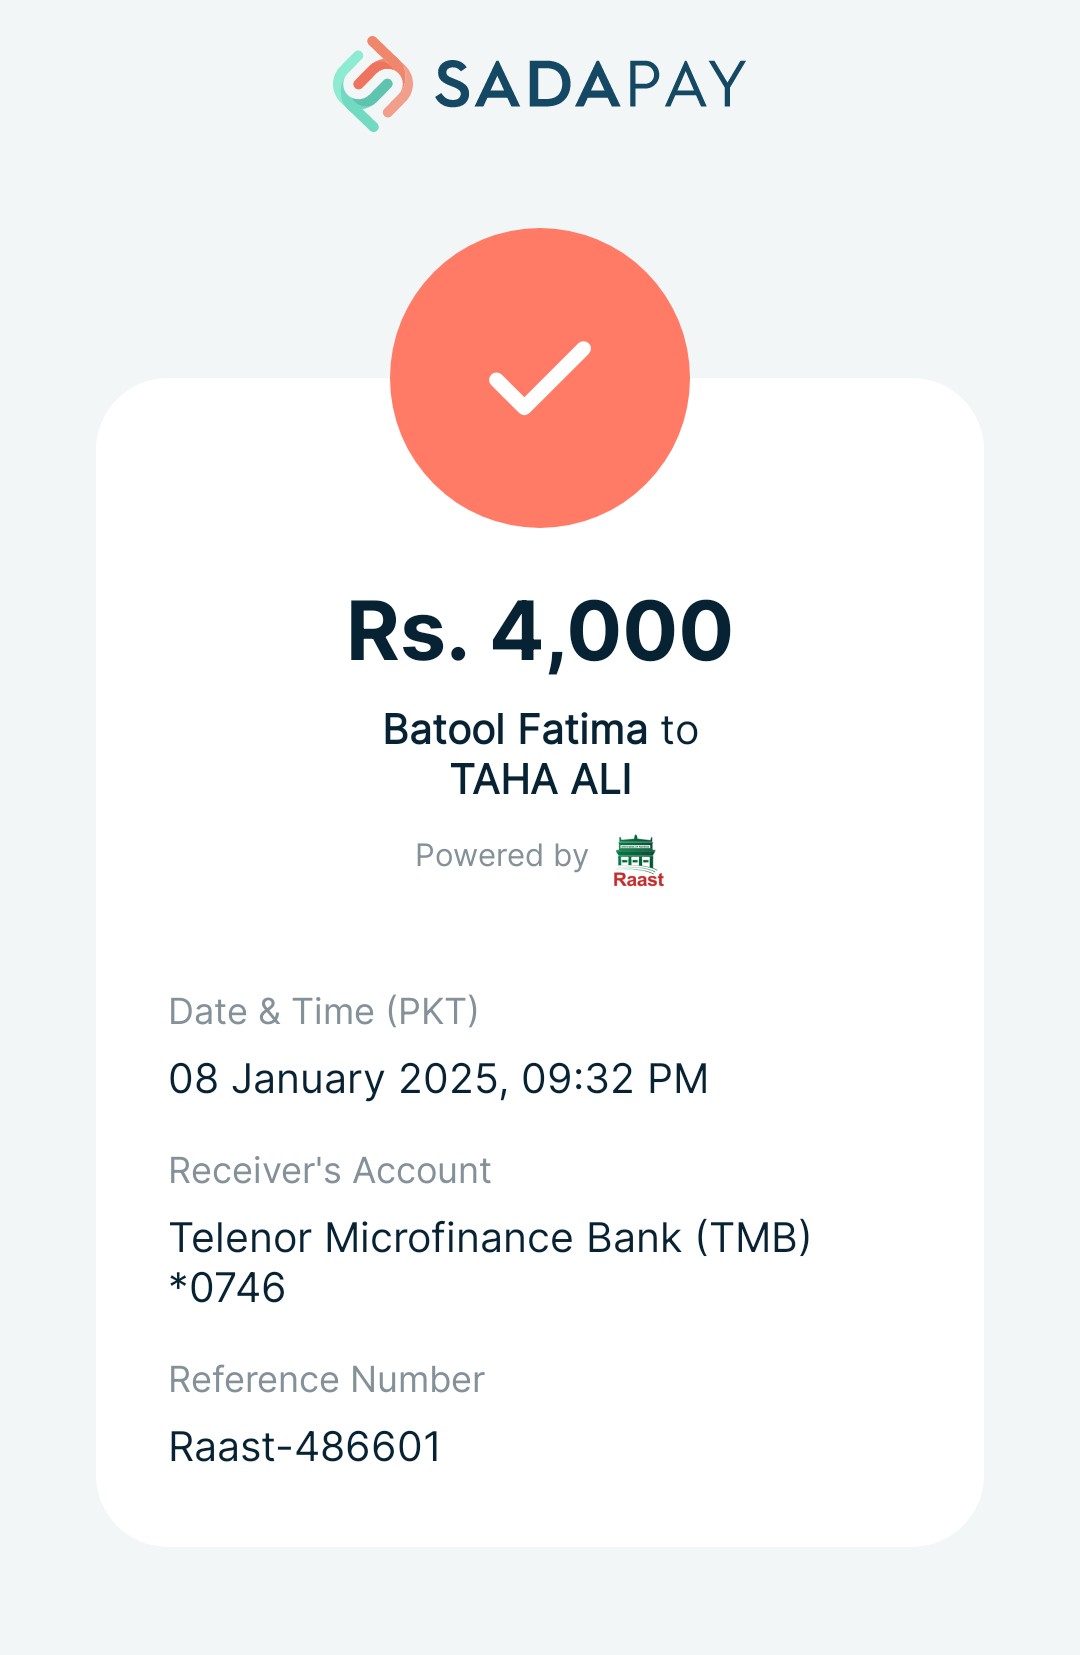 SADAPAY
Rs. 4,000
Batool Fatima to
TAHA ALI
Powered by Raast
Date & Time (PKT)
08 January 2025, 09:32 PM
Receiver's Account
Telenor Microfinance Bank (TMB)
*0746
Reference Number
Raast-486601